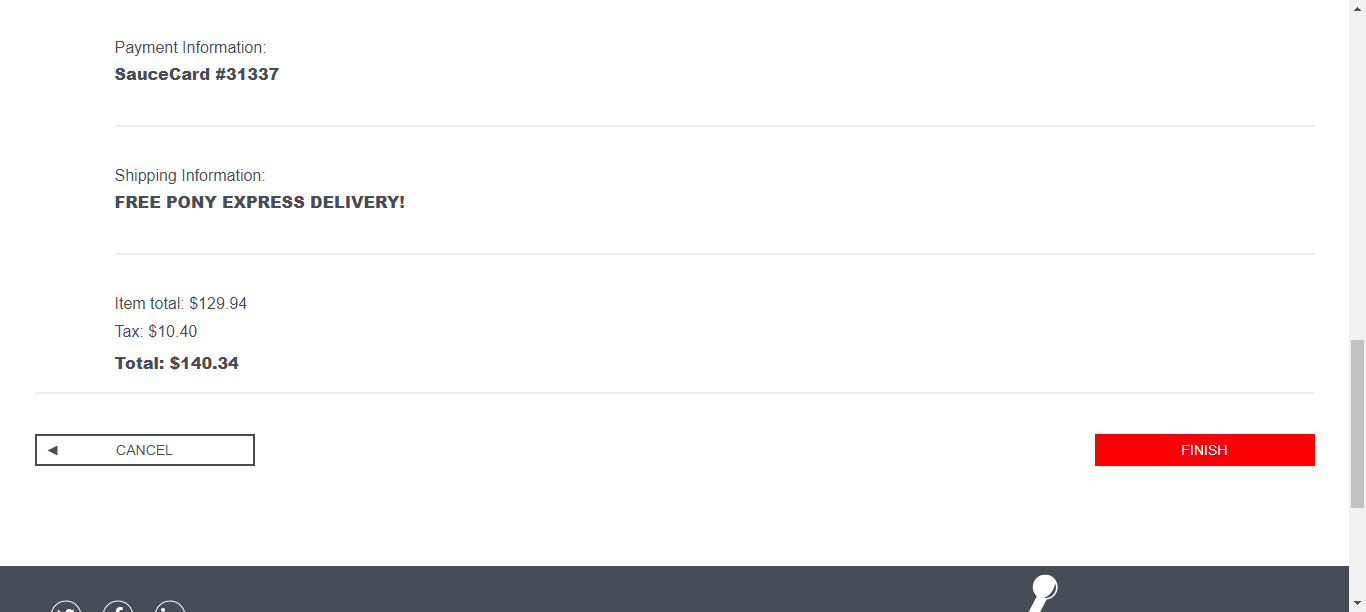 Payment Information:
SauceCard #31337
Shipping Information:
FREE PONY EXPRESS DELIVERY!
Item total: $129.94
Tax: $10.40
Total: $140.34
CANCEL
FINISH